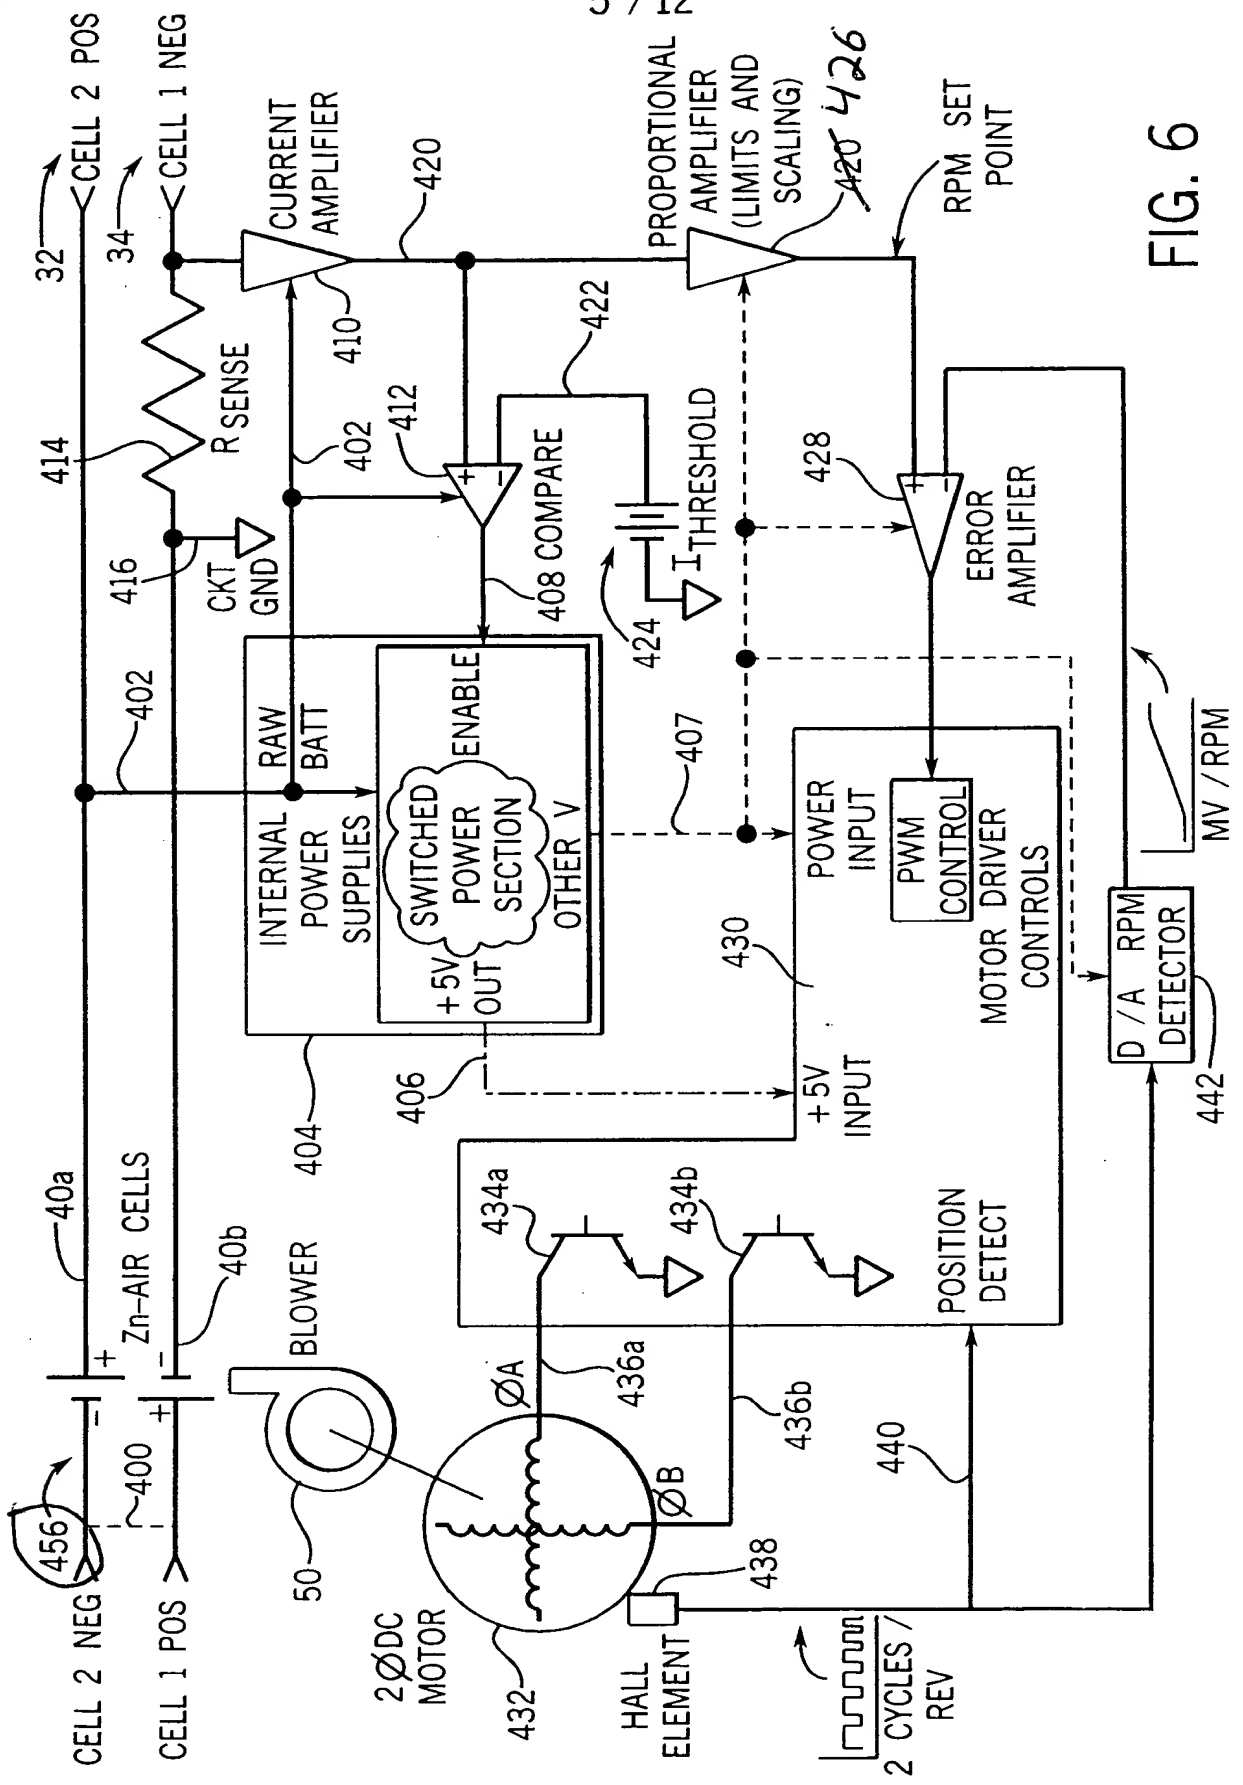 5 / 12
32
CELL 2 POS
34
CELL 1 NEG
414
R SENSE
416
CKT
GND
402
40a
Zn-AIR CELLS
40b
+
-
-
+
456
400
CELL 2 NEG
CELL 1 POS
CURRENT
AMPLIFIER
410
402
420
412
+
-
COMPARE
408
422
424
I THRESHOLD
RAW
BATT
INTERNAL
POWER
SUPPLIES
ENABLE
SWITCHED
POWER
SECTION
OTHER V
+5V
OUT
404
406
407
BLOWER
50
PROPORTIONAL
AMPLIFIER
(LIMITS AND
SCALING)
420 426
RPM SET
POINT
428
+
-
ERROR
AMPLIFIER
POWER
INPUT
PWM
CONTROL
MOTOR DRIVER
CONTROLS
430
+5V
INPUT
434a
434b
POSITION
DETECT
436a
436b
ØA
ØB
2ØDC
MOTOR
432
HALL
ELEMENT
438
440
2 CYCLES /
REV
D / A RPM
DETECTOR
442
MV / RPM
FIG. 6